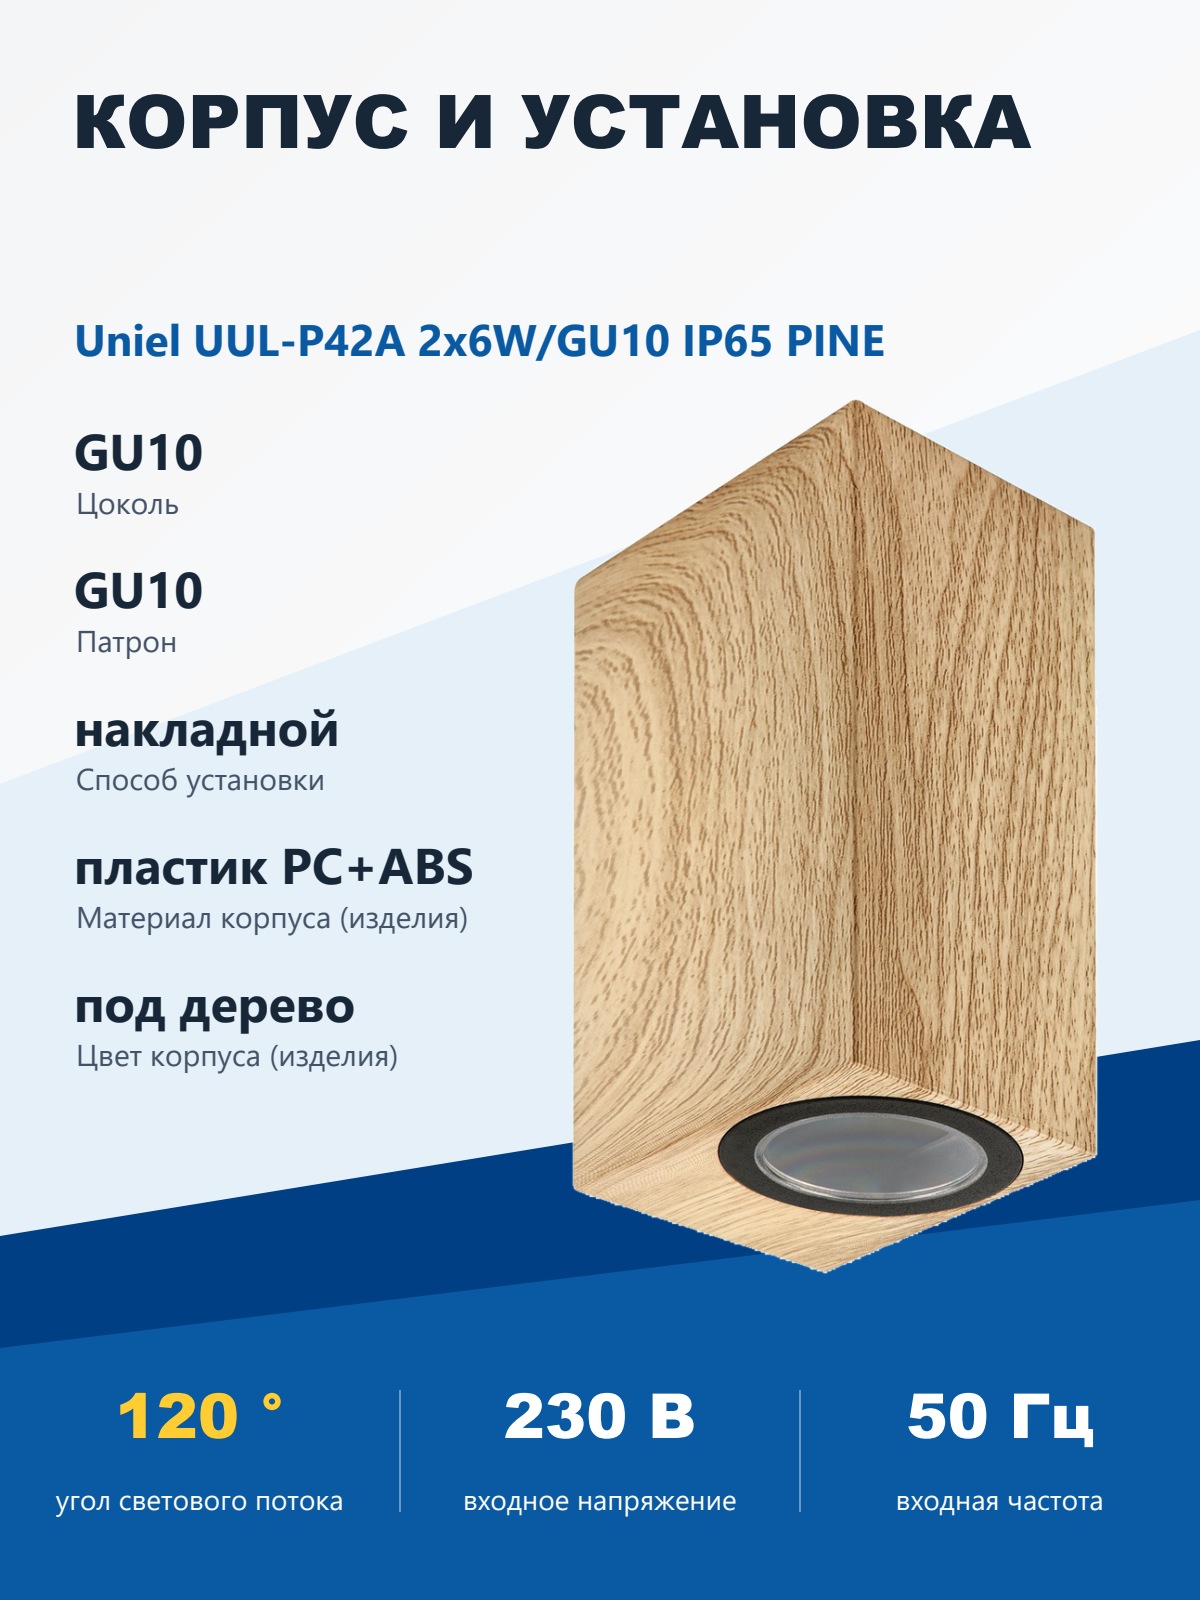 КОРПУС И УСТАНОВКА
Uniel UUL-P42A 2x6W/GU10 IP65 PINE
GU10
Цоколь
GU10
Патрон
накладной
Способ установки
пластик PC+ABS
Материал корпуса (изделия)
под дерево
Цвет корпуса (изделия)
120 °
угол светового потока
230 В
входное напряжение
50 Гц
входная частота